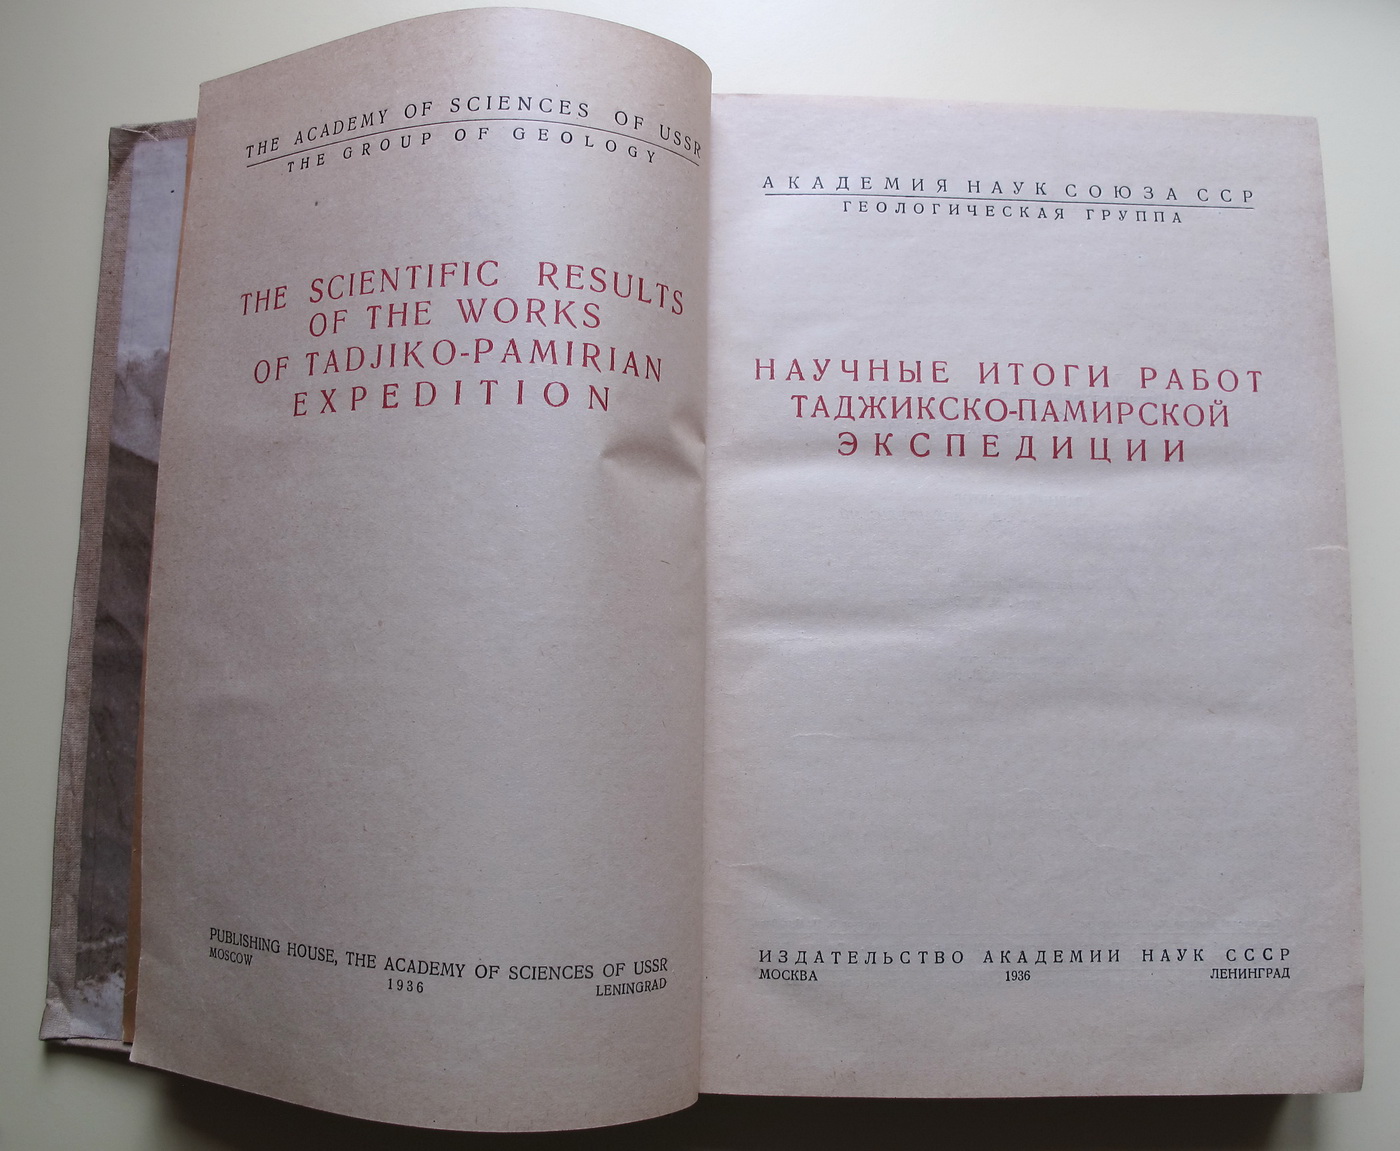 THE ACADEMY OF SCIENCES OF USSR
THE GROUP OF GEOLOGY
THE SCIENTIFIC RESULTS
OF THE WORKS
OF TADJIKO-PAMIRIAN
EXPEDITION
PUBLISHING HOUSE, THE ACADEMY OF SCIENCES OF USSR
MOSCOW 1936 LENINGRAD
АКАДЕМИЯ НАУК СОЮЗА ССР
ГЕОЛОГИЧЕСКАЯ ГРУППА
НАУЧНЫЕ ИТОГИ РАБОТ
ТАДЖИКСКО-ПАМИРСКОЙ
ЭКСПЕДИЦИИ
ИЗДАТЕЛЬСТВО АКАДЕМИИ НАУК СССР
МОСКВА 1936 ЛЕНИНГРАД